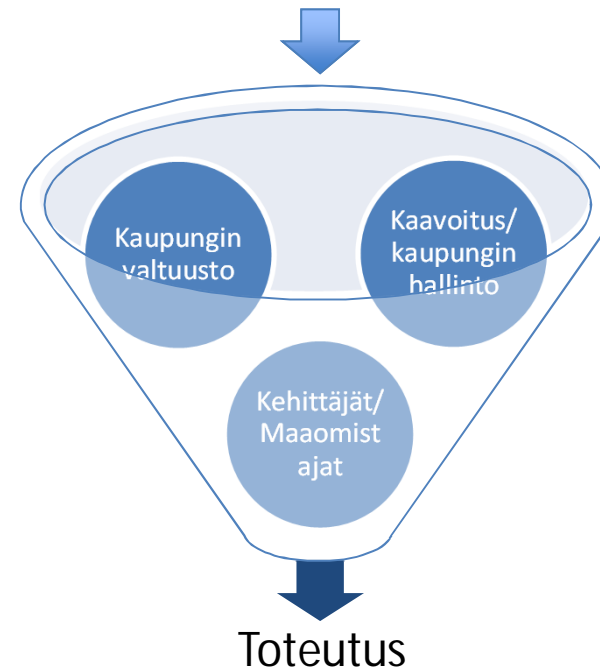 Kaupungin
valtuusto
Kaavoitus/
kaupungin
hallinto
Kehittäjät/
Maaomist
ajat
Toteutus